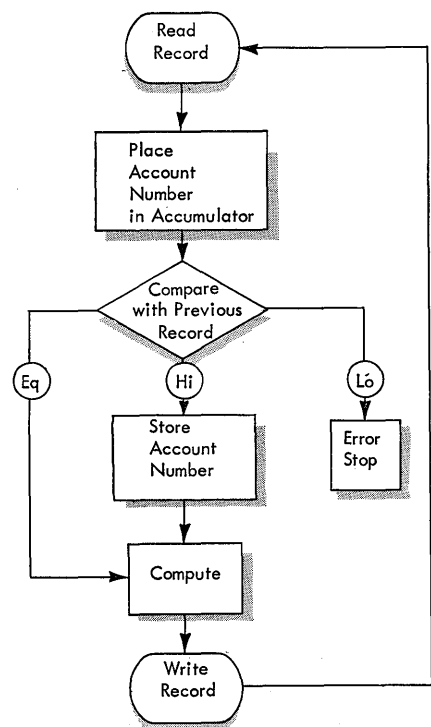 Read
Record
Place
Account
Number
in Accumulator
Compare
with Previous
Record
Eq
Hi
Lo
Store
Account
Number
Error
Stop
Compute
Write
Record